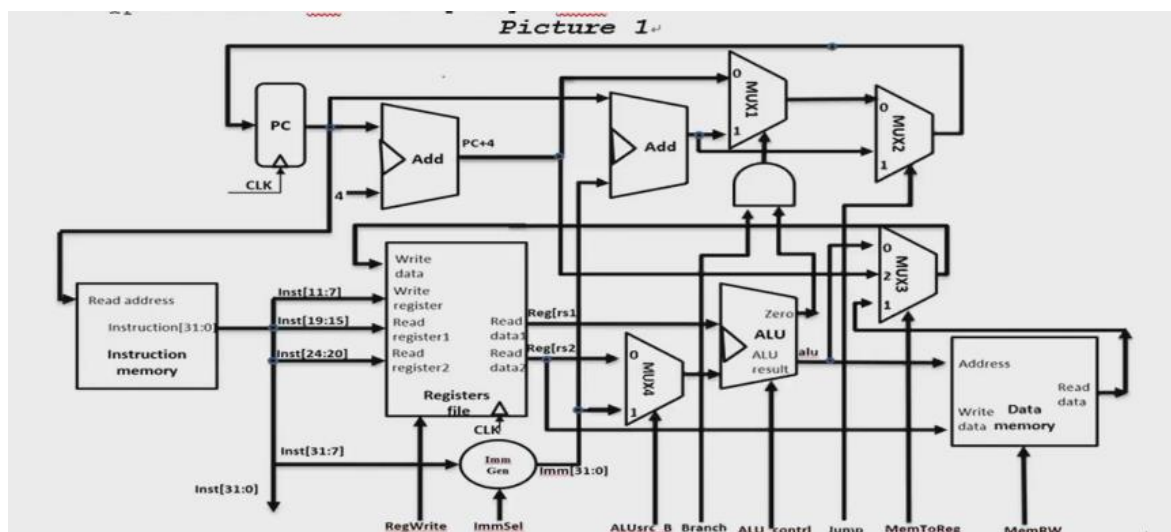 Picture 1
0
MUX1
1
0
MUX2
1
PC
CLK
Add
PC+4
4
Add
Write
data
Write
register
Read
register1
Read
register2
Read
data1
Read
data2
Registers
file
CLK
Read address
Instruction[31:0]
Instruction
memory
Inst[11:7]
Inst[19:15]
Inst[24:20]
Inst[31:7]
Inst[31:0]
Imm
Gen
Imm[31:0]
Reg[rs1
Reg[rs2
0
MUX4
1
Zero
ALU
ALU
result
alu
0
MUX3
2
1
Address
Read
data
Write
data
Data
memory
RegWrite
ImmSel
ALUsrc_B
Branch
Jump
MemToReg
MemRW